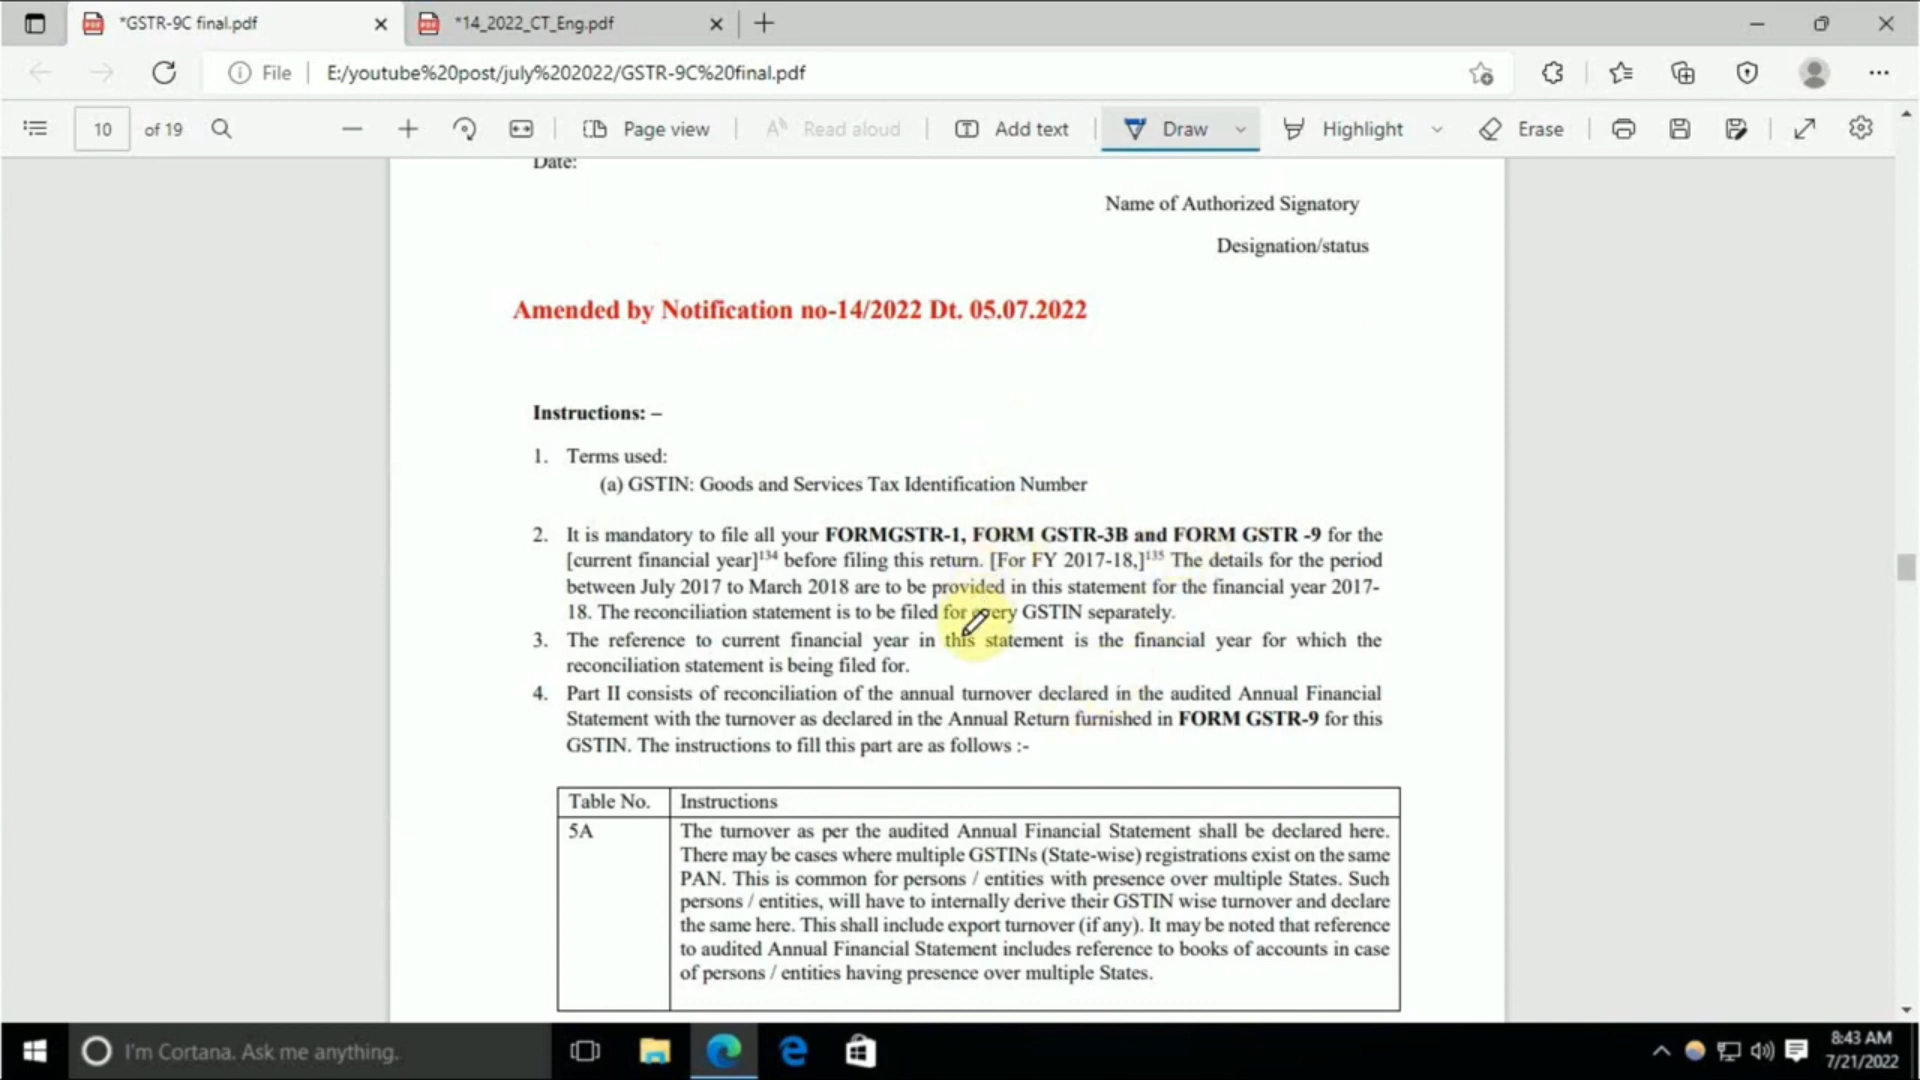 *GSTR-9C final.pdf
*14_2022_CT_Eng.pdf
File
E:/youtube%20post/july%202022/GSTR-9C%20final.pdf
10 of 19
Page view
Read aloud
Add text
Draw
Highlight
Erase
Date:
Name of Authorized Signatory
Designation/status
Amended by Notification no-14/2022 Dt. 05.07.2022
Instructions: –
1. Terms used:
(a) GSTIN: Goods and Services Tax Identification Number
2. It is mandatory to file all your FORMGSTR-1, FORM GSTR-3B and FORM GSTR -9 for the
[current financial year]134 before filing this return. [For FY 2017-18,]135 The details for the period
between July 2017 to March 2018 are to be provided in this statement for the financial year 2017-
18. The reconciliation statement is to be filed for every GSTIN separately.
3. The reference to current financial year in this statement is the financial year for which the
reconciliation statement is being filed for.
4. Part II consists of reconciliation of the annual turnover declared in the audited Annual Financial
Statement with the turnover as declared in the Annual Return furnished in FORM GSTR-9 for this
GSTIN. The instructions to fill this part are as follows :-
Table No. Instructions
5A The turnover as per the audited Annual Financial Statement shall be declared here.
There may be cases where multiple GSTINs (State-wise) registrations exist on the same
PAN. This is common for persons / entities with presence over multiple States. Such
persons / entities, will have to internally derive their GSTIN wise turnover and declare
the same here. This shall include export turnover (if any). It may be noted that reference
to audited Annual Financial Statement includes reference to books of accounts in case
of persons / entities having presence over multiple States.
I'm Cortana. Ask me anything.
8:43 AM
7/21/2022